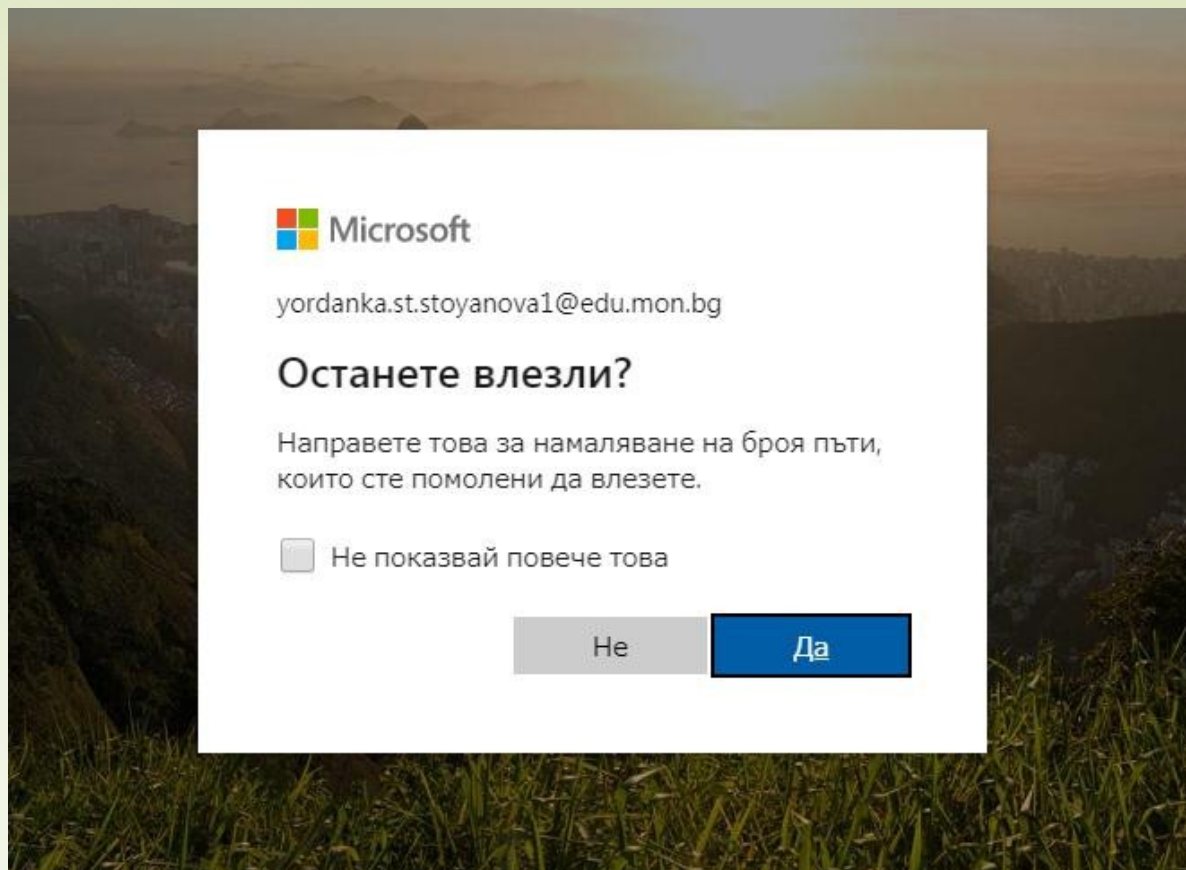 Microsoft
yordanka.st.stoyanova1@edu.mon.bg
Останете влезли?
Направете това за намаляване на броя пъти,
които сте помолени да влезете.
Не показвай повече това
Не
Да